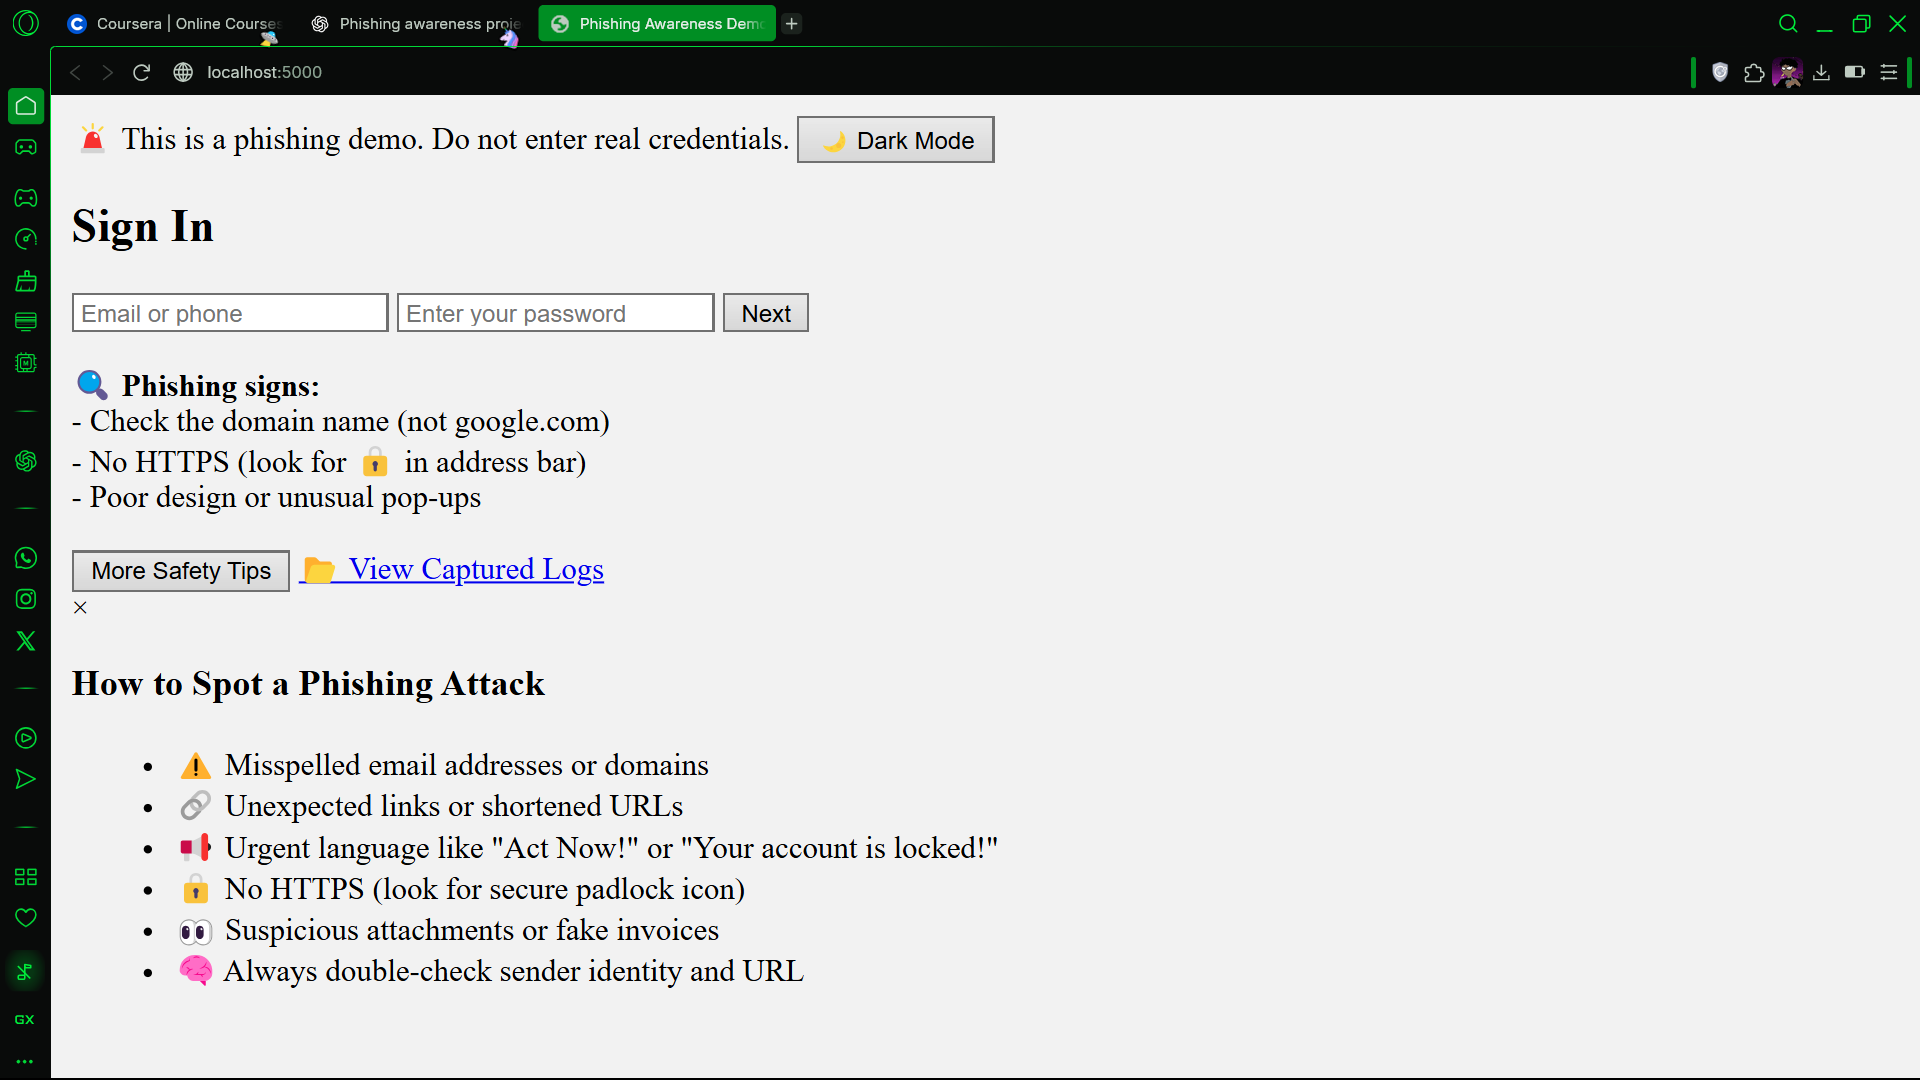 Coursera | Online Courses
Phishing awareness proje
Phishing Awareness Demo
localhost:5000
🚨 This is a phishing demo. Do not enter real credentials. 🌙 Dark Mode
Sign In
Email or phone Enter your password Next
🔍 Phishing signs:
- Check the domain name (not google.com)
- No HTTPS (look for 🔒 in address bar)
- Poor design or unusual pop-ups
More Safety Tips 📂 View Captured Logs
×
How to Spot a Phishing Attack
• ⚠️ Misspelled email addresses or domains
• 🔗 Unexpected links or shortened URLs
• 📢 Urgent language like "Act Now!" or "Your account is locked!"
• 🔒 No HTTPS (look for secure padlock icon)
• 👀 Suspicious attachments or fake invoices
• 🧠 Always double-check sender identity and URL
GX